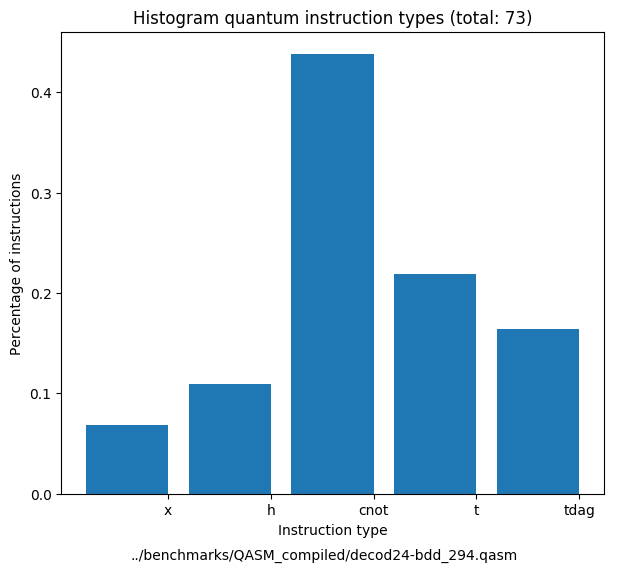 Histogram quantum instruction types (total: 73)
Percentage of instructions
0.4
0.3
0.2
0.1
0.0
x h cnot t tdag
Instruction type
../benchmarks/QASM_compiled/decod24-bdd_294.qasm